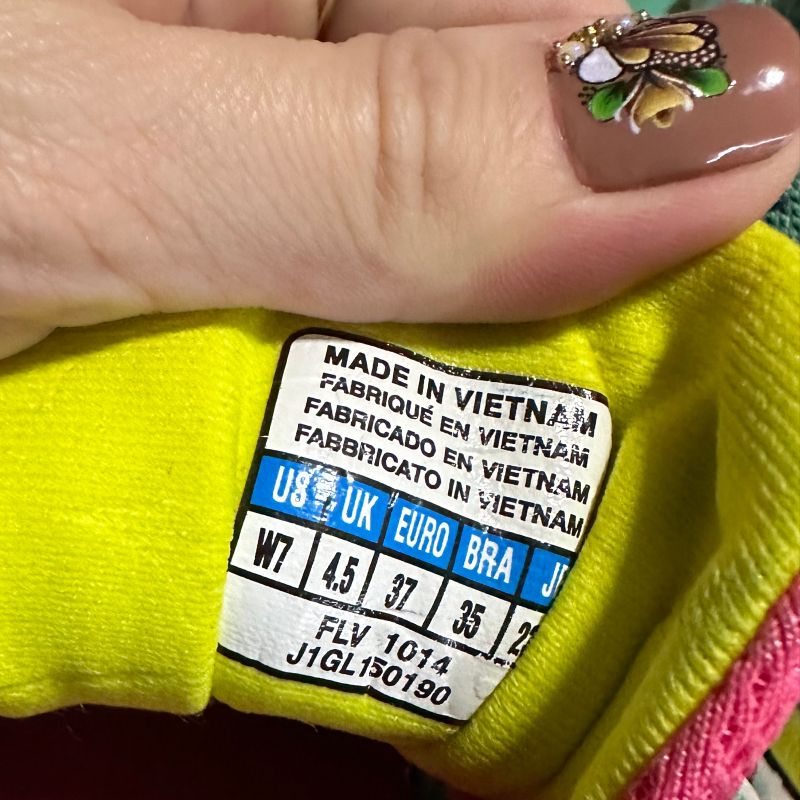 MADE IN VIETNAM
FABRIQUÉ EN VIETNAM
FABRICADO EN VIETNAM
FABBRICATO IN VIETNAM
US UK EURO BRA
W7 4.5 37 35
FLV 1014
J1GL150190